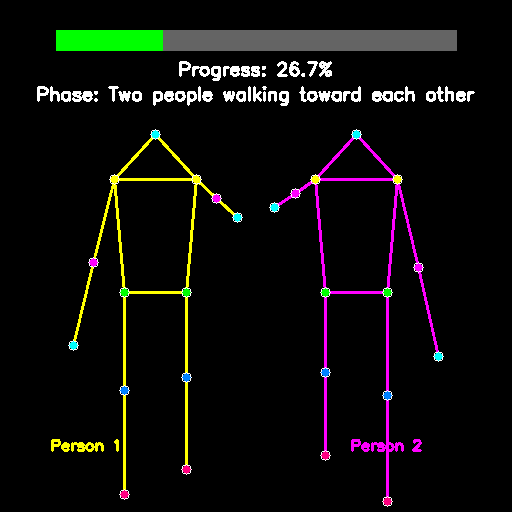 Progress: 26.7%
Phase: Two people walking toward each other
Person 1
Person 2